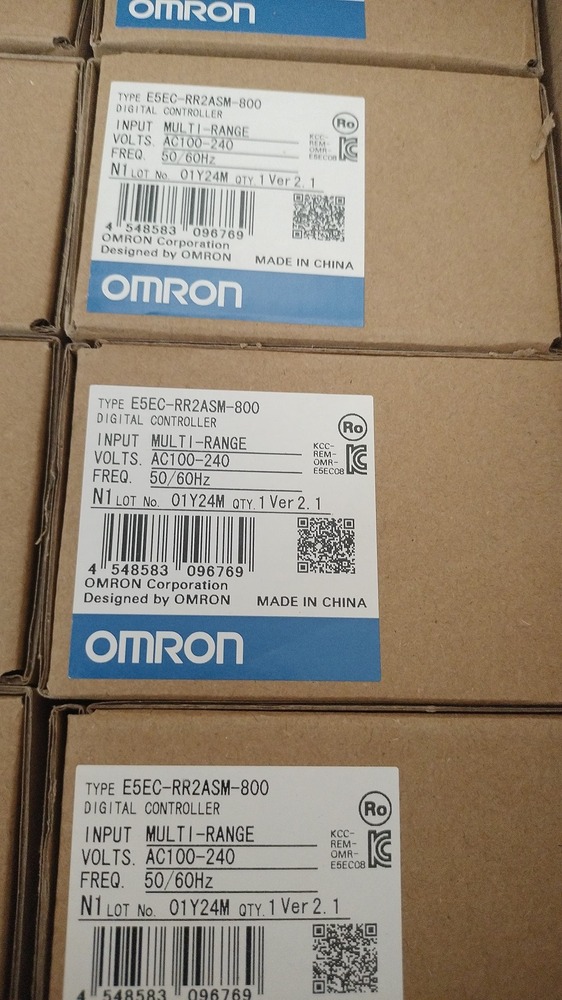 OMRON
TYPE E5EC-RR2ASM-800
DIGITAL CONTROLLER
Ro
INPUT MULTI-RANGE
VOLTS. AC100-240
FREQ. 50/60Hz
KCC-
REM-
OMR-
E5EC08
N1 LOT No. 01Y24M QTY. 1 Ver 2.1
4 548583 096769
OMRON Corporation
Designed by OMRON MADE IN CHINA
OMRON
TYPE E5EC-RR2ASM-800
DIGITAL CONTROLLER
Ro
INPUT MULTI-RANGE
VOLTS. AC100-240
FREQ. 50/60Hz
KCC-
REM-
OMR-
E5EC08
N1 LOT No. 01Y24M QTY. 1 Ver 2.1
4 548583 096769
OMRON Corporation
Designed by OMRON MADE IN CHINA
OMRON
TYPE E5EC-RR2ASM-800
DIGITAL CONTROLLER
Ro
INPUT MULTI-RANGE
VOLTS. AC100-240
FREQ. 50/60Hz
KCC-
REM-
OMR-
E5EC08
N1 LOT No. 01Y24M QTY. 1 Ver 2.1
4 548583 096769